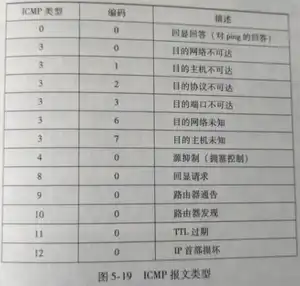 ICMP 类型 编码 描述
0 0 回显回答（对 ping 的回答）
3 0 目的网络不可达
3 1 目的主机不可达
3 2 目的协议不可达
3 3 目的端口不可达
3 6 目的网络未知
3 7 目的主机未知
4 0 源抑制（拥塞控制）
8 0 回显请求
9 0 路由器通告
10 0 路由器发现
11 0 TTL 过期
12 0 IP 首部损坏
图 5-19 ICMP 报文类型